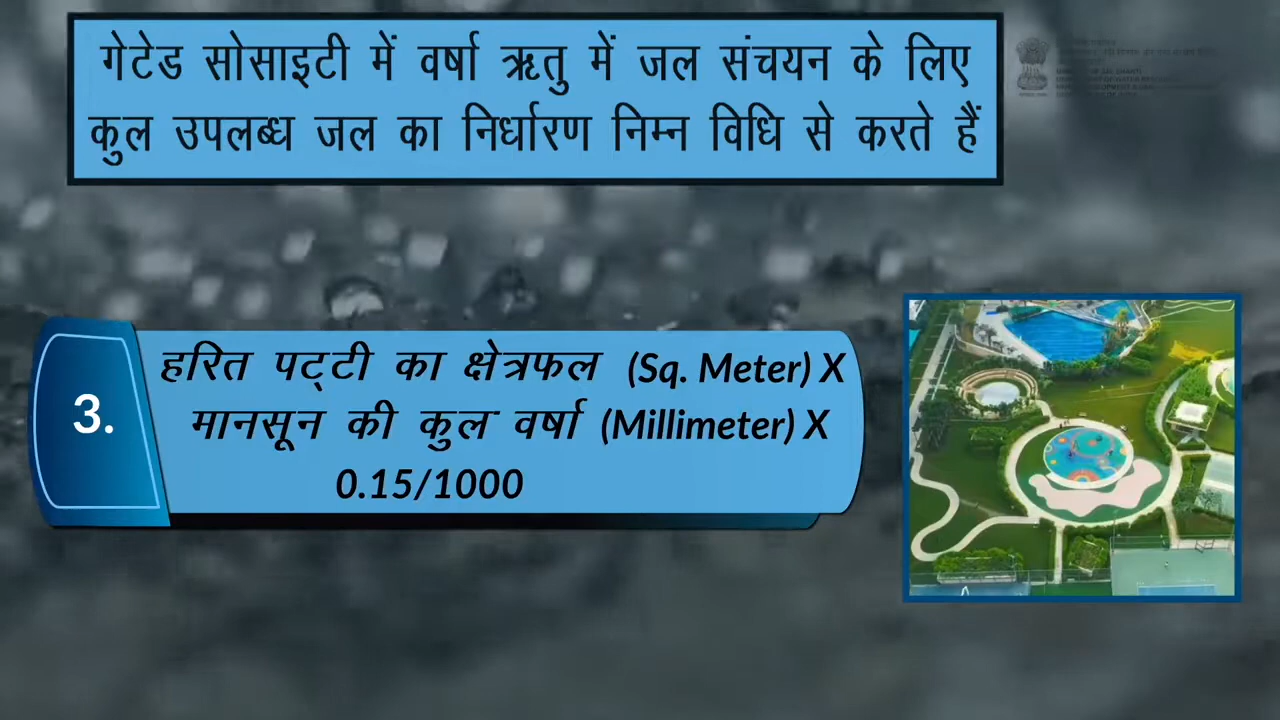 गेटेड सोसाइटी में वर्षा ऋतु में जल संचयन के लिए
कुल उपलब्ध जल का निर्धारण निम्न विधि से करते हैं
3.
हरित पट्टी का क्षेत्रफल (Sq. Meter) X
मानसून की कुल वर्षा (Millimeter) X
0.15/1000